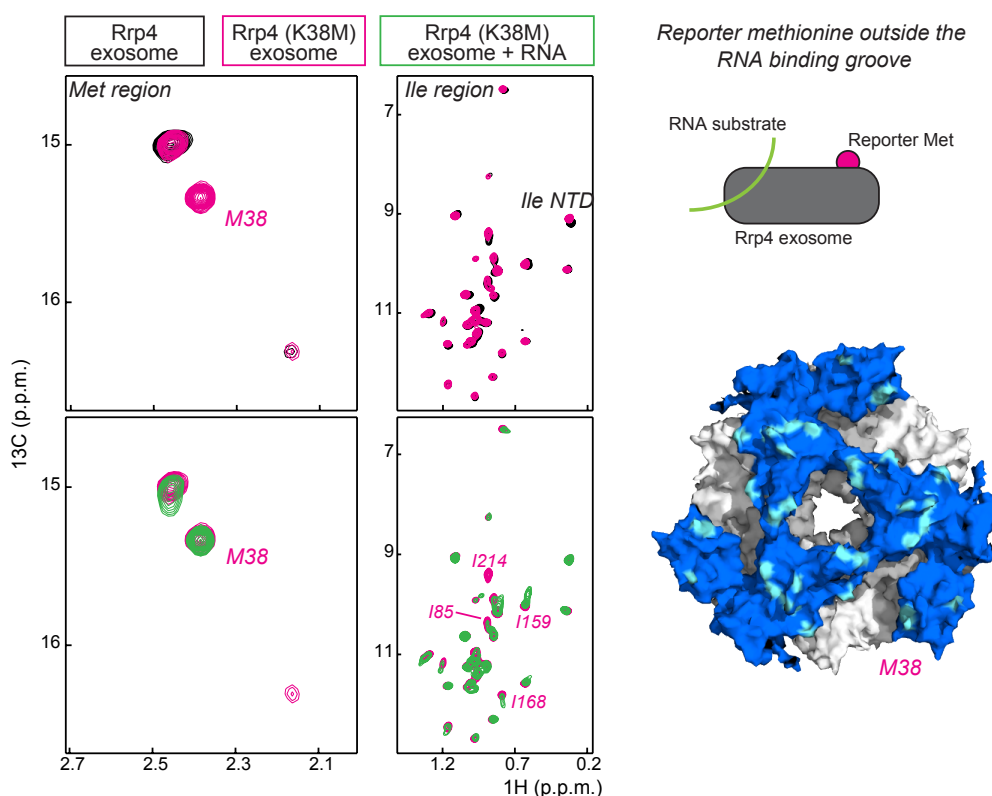 Rrp4
exosome
Rrp4 (K38M)
exosome
Rrp4 (K38M)
exosome + RNA
Reporter methionine outside the
RNA binding groove
Met region
Ile region
7
15
RNA substrate
Reporter Met
M38
9
Ile NTD
Rrp4 exosome
16
11
13C (p.p.m.)
7
15
M38
9
I214
I85
I159
16
11
I168
M38
2.7
2.5
2.3
2.1
1.2
0.7
0.2
1H (p.p.m.)